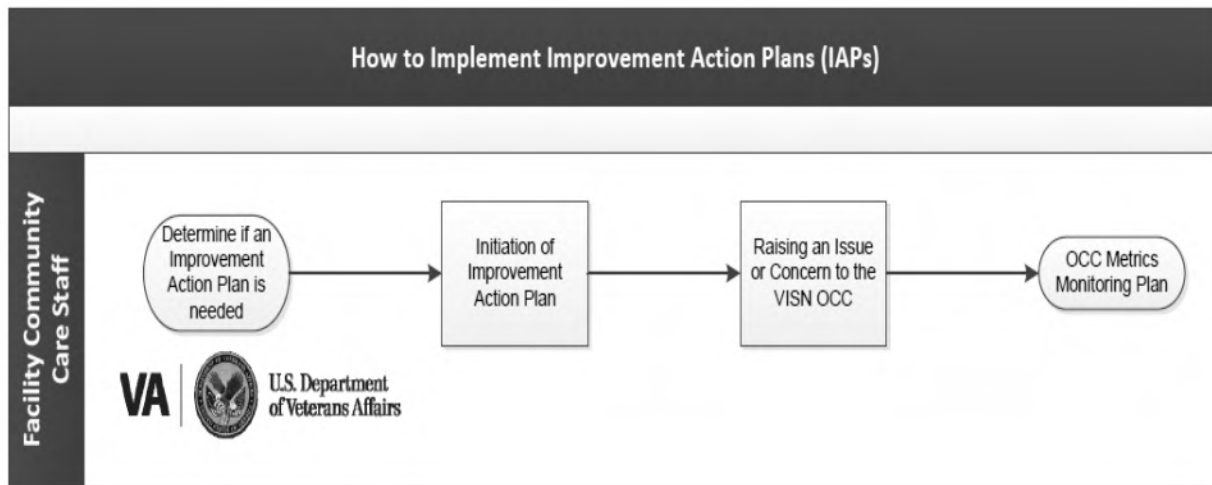 How to Implement Improvement Action Plans (IAPs)
Facility Community
Care Staff
Determine if an
Improvement
Action Plan is
needed
Initiation of
Improvement
Action Plan
Raising an Issue
or Concern to the
VISN OCC
OCC Metrics
Monitoring Plan
VA
U.S. Department
of Veterans Affairs